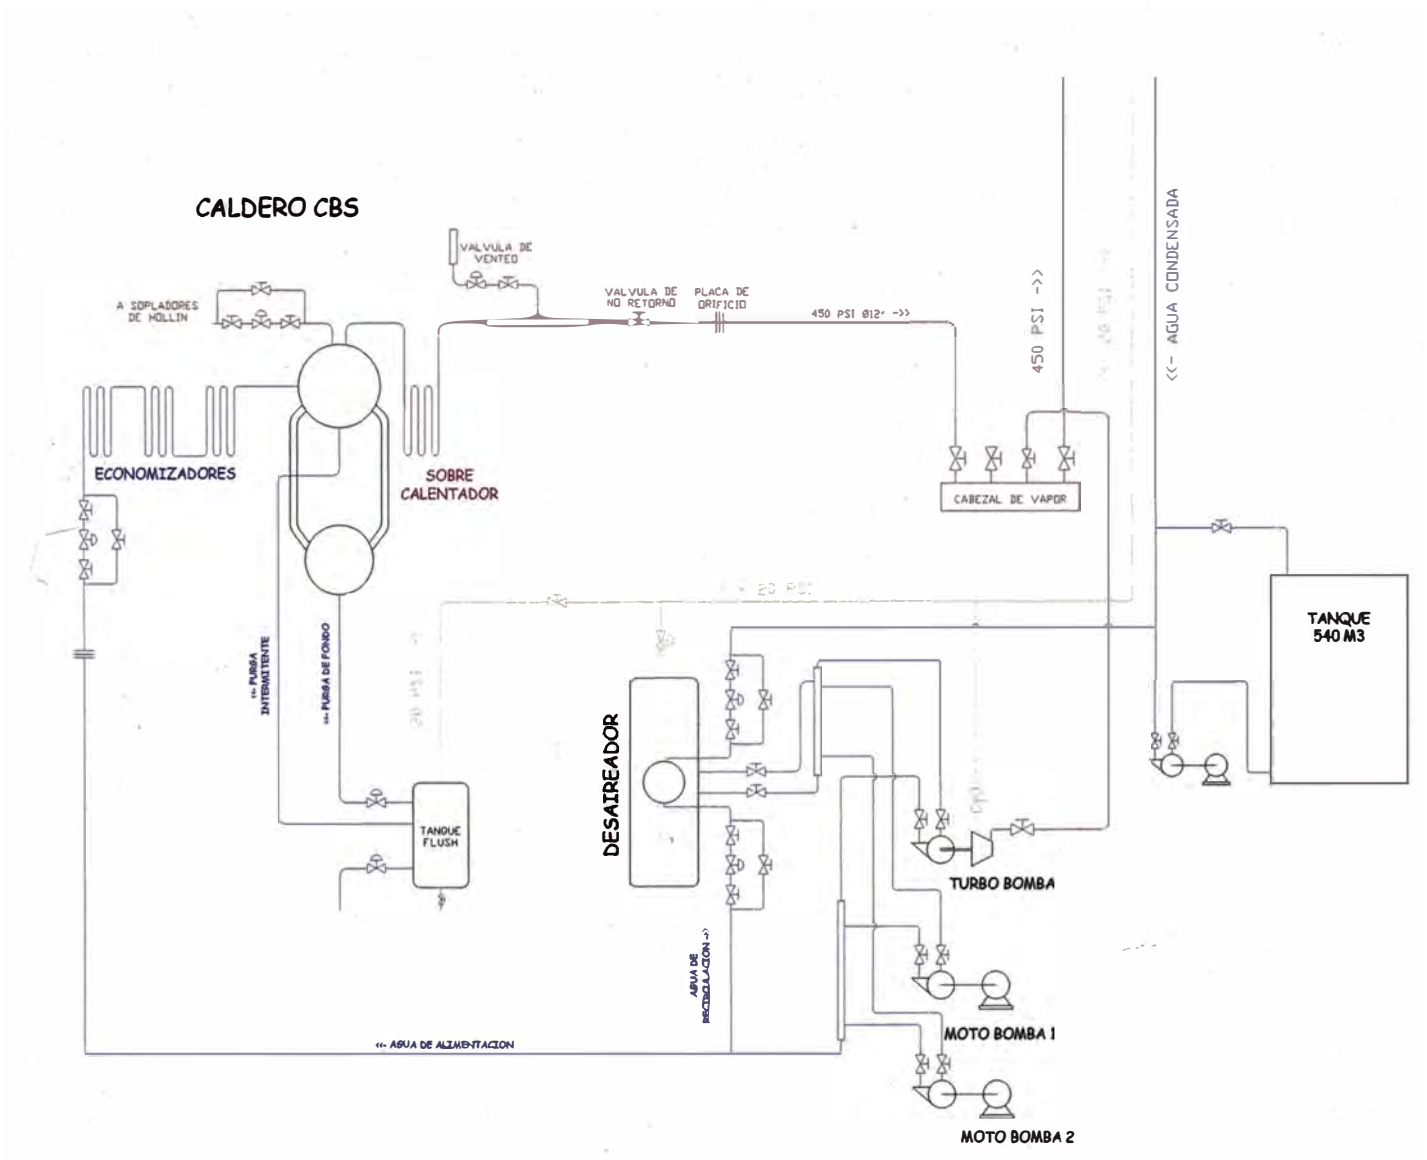 CALDERO CBS
VALVULA DE
VENTEO
A SOPLADORES
DE HOLLIN
VALVULA DE
NO RETORNO
PLACA DE
ORIFICIO
450 PSI Ø12" ->>
450 PSI ->>
<<- AGUA CONDENSADA
ECONOMIZADORES
SOBRE
CALENTADOR
CABEZAL DE VAPOR
20 PSI
TANQUE
540 M3
<<- PURGA
INTERMITENTE
<<- PURGA DE FONDO
DESAIREADOR
TANQUE
FLUSH
TURBO BOMBA
AGUA DE
RECIRCULACION ->>
<<- AGUA DE ALIMENTACION
MOTO BOMBA 1
MOTO BOMBA 2